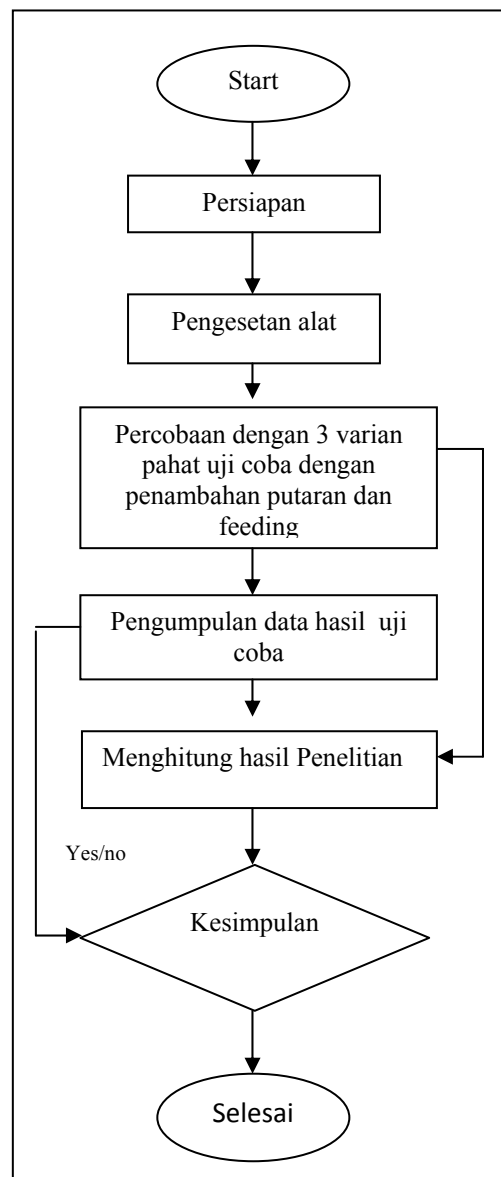 Start
Persiapan
Pengesetan alat
Percobaan dengan 3 varian
pahat uji coba dengan
penambahan putaran dan
feeding
Pengumpulan data hasil uji
coba
Menghitung hasil Penelitian
Yes/no
Kesimpulan
Selesai